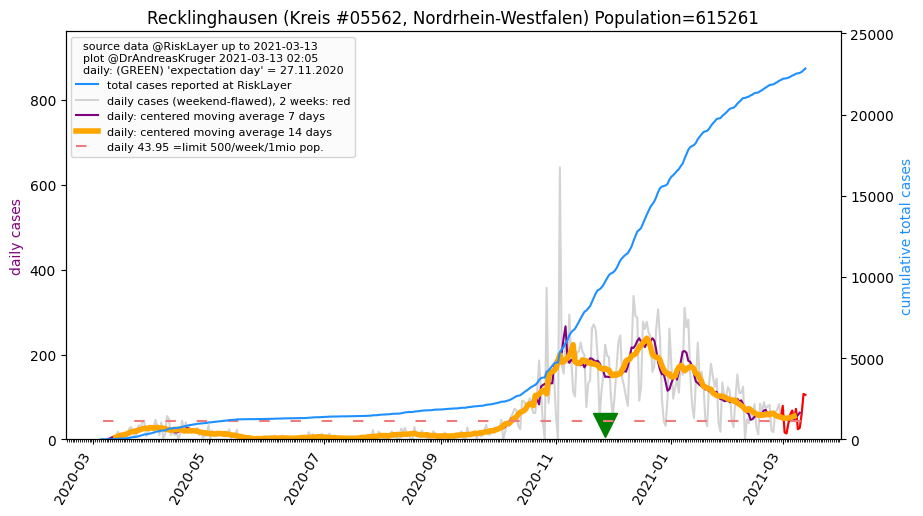 Recklinghausen (Kreis #05562, Nordrhein-Westfalen) Population=615261
source data @RiskLayer up to 2021-03-13
plot @DrAndreasKruger 2021-03-13 02:05
daily: (GREEN) 'expectation day' = 27.11.2020
total cases reported at RiskLayer
daily cases (weekend-flawed), 2 weeks: red
daily: centered moving average 7 days
daily: centered moving average 14 days
daily 43.95 =limit 500/week/1mio pop.
daily cases
800
600
400
200
0
cumulative total cases
25000
20000
15000
10000
5000
0
2020-03
2020-05
2020-07
2020-09
2020-11
2021-01
2021-03